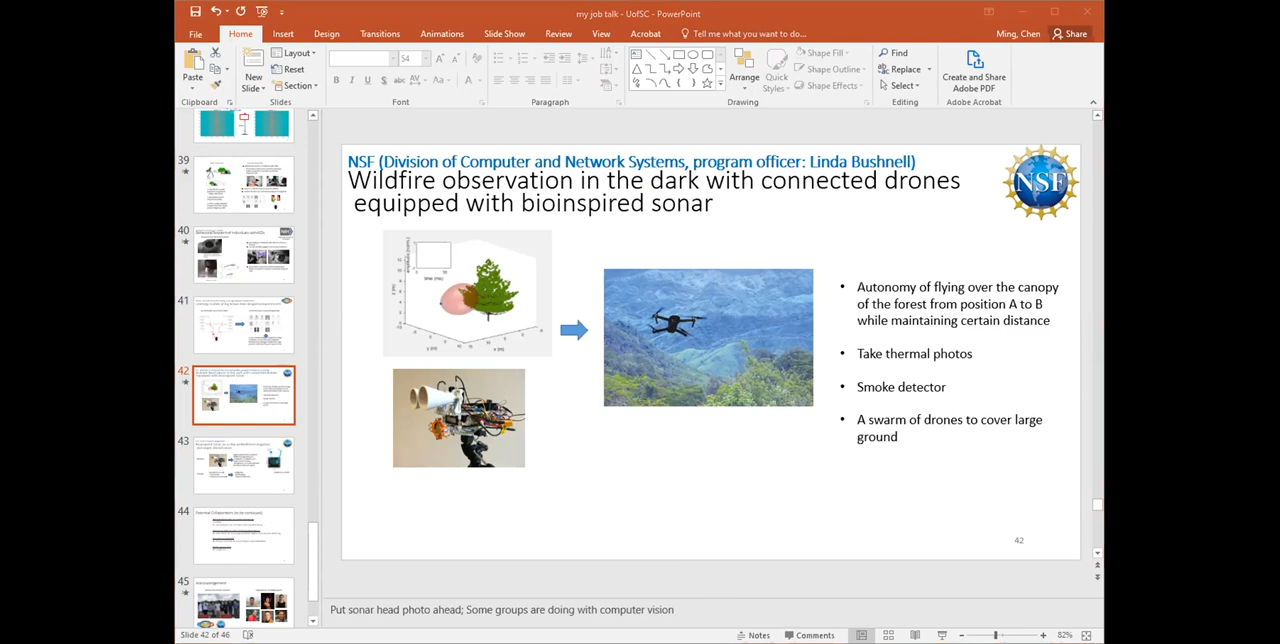 my job talk - UofSC - PowerPoint
File Home Insert Design Transitions Animations Slide Show Review View Acrobat Tell me what you want to do... Ming, Chen Share
Paste
Clipboard
New Slide
Layout
Reset
Section
Slides
54
B I U S abc AV Aa A
Font
Paragraph
Arrange
Quick Styles
Shape Fill
Shape Outline
Shape Effects
Drawing
Find
Replace
Select
Editing
Create and Share Adobe PDF
Adobe Acrobat
39
40
41
42
43
44
45
NSF (Division of Computer and Network Systems, program officer: Linda Bushnell)
Wildfire observation in the dark with connected drones
equipped with bioinspired sonar
NSF
time (ms)
• Autonomy of flying over the canopy
of the forest from position A to B
while maintaining certain distance
• Take thermal photos
• Smoke detector
• A swarm of drones to cover large
ground
42
Put sonar head photo ahead; Some groups are doing with computer vision
Slide 42 of 46
Notes Comments 82%